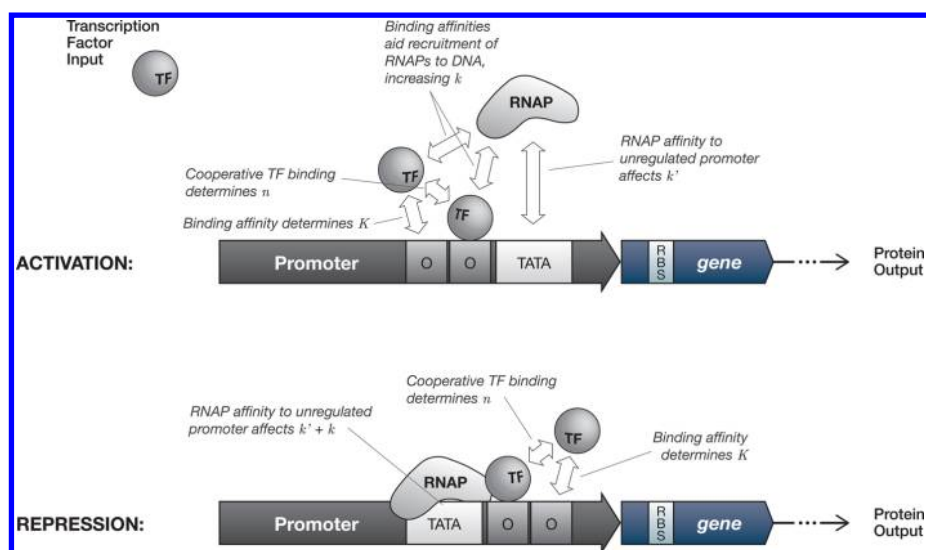 Transcription
Factor
Input
TF
Binding affinities
aid recruitment of
RNAPs to DNA,
increasing k
RNAP
RNAP affinity to
unregulated promoter
affects k'
Cooperative TF binding
determines n
TF
Binding affinity determines K
TF
ACTIVATION:
Promoter
O
O
TATA
RBS
gene
Protein
Output
Cooperative TF binding
determines n
RNAP affinity to unregulated
promoter affects k' + k
TF
Binding affinity
determines K
RNAP
TF
REPRESSION:
Promoter
TATA
O
O
RBS
gene
Protein
Output